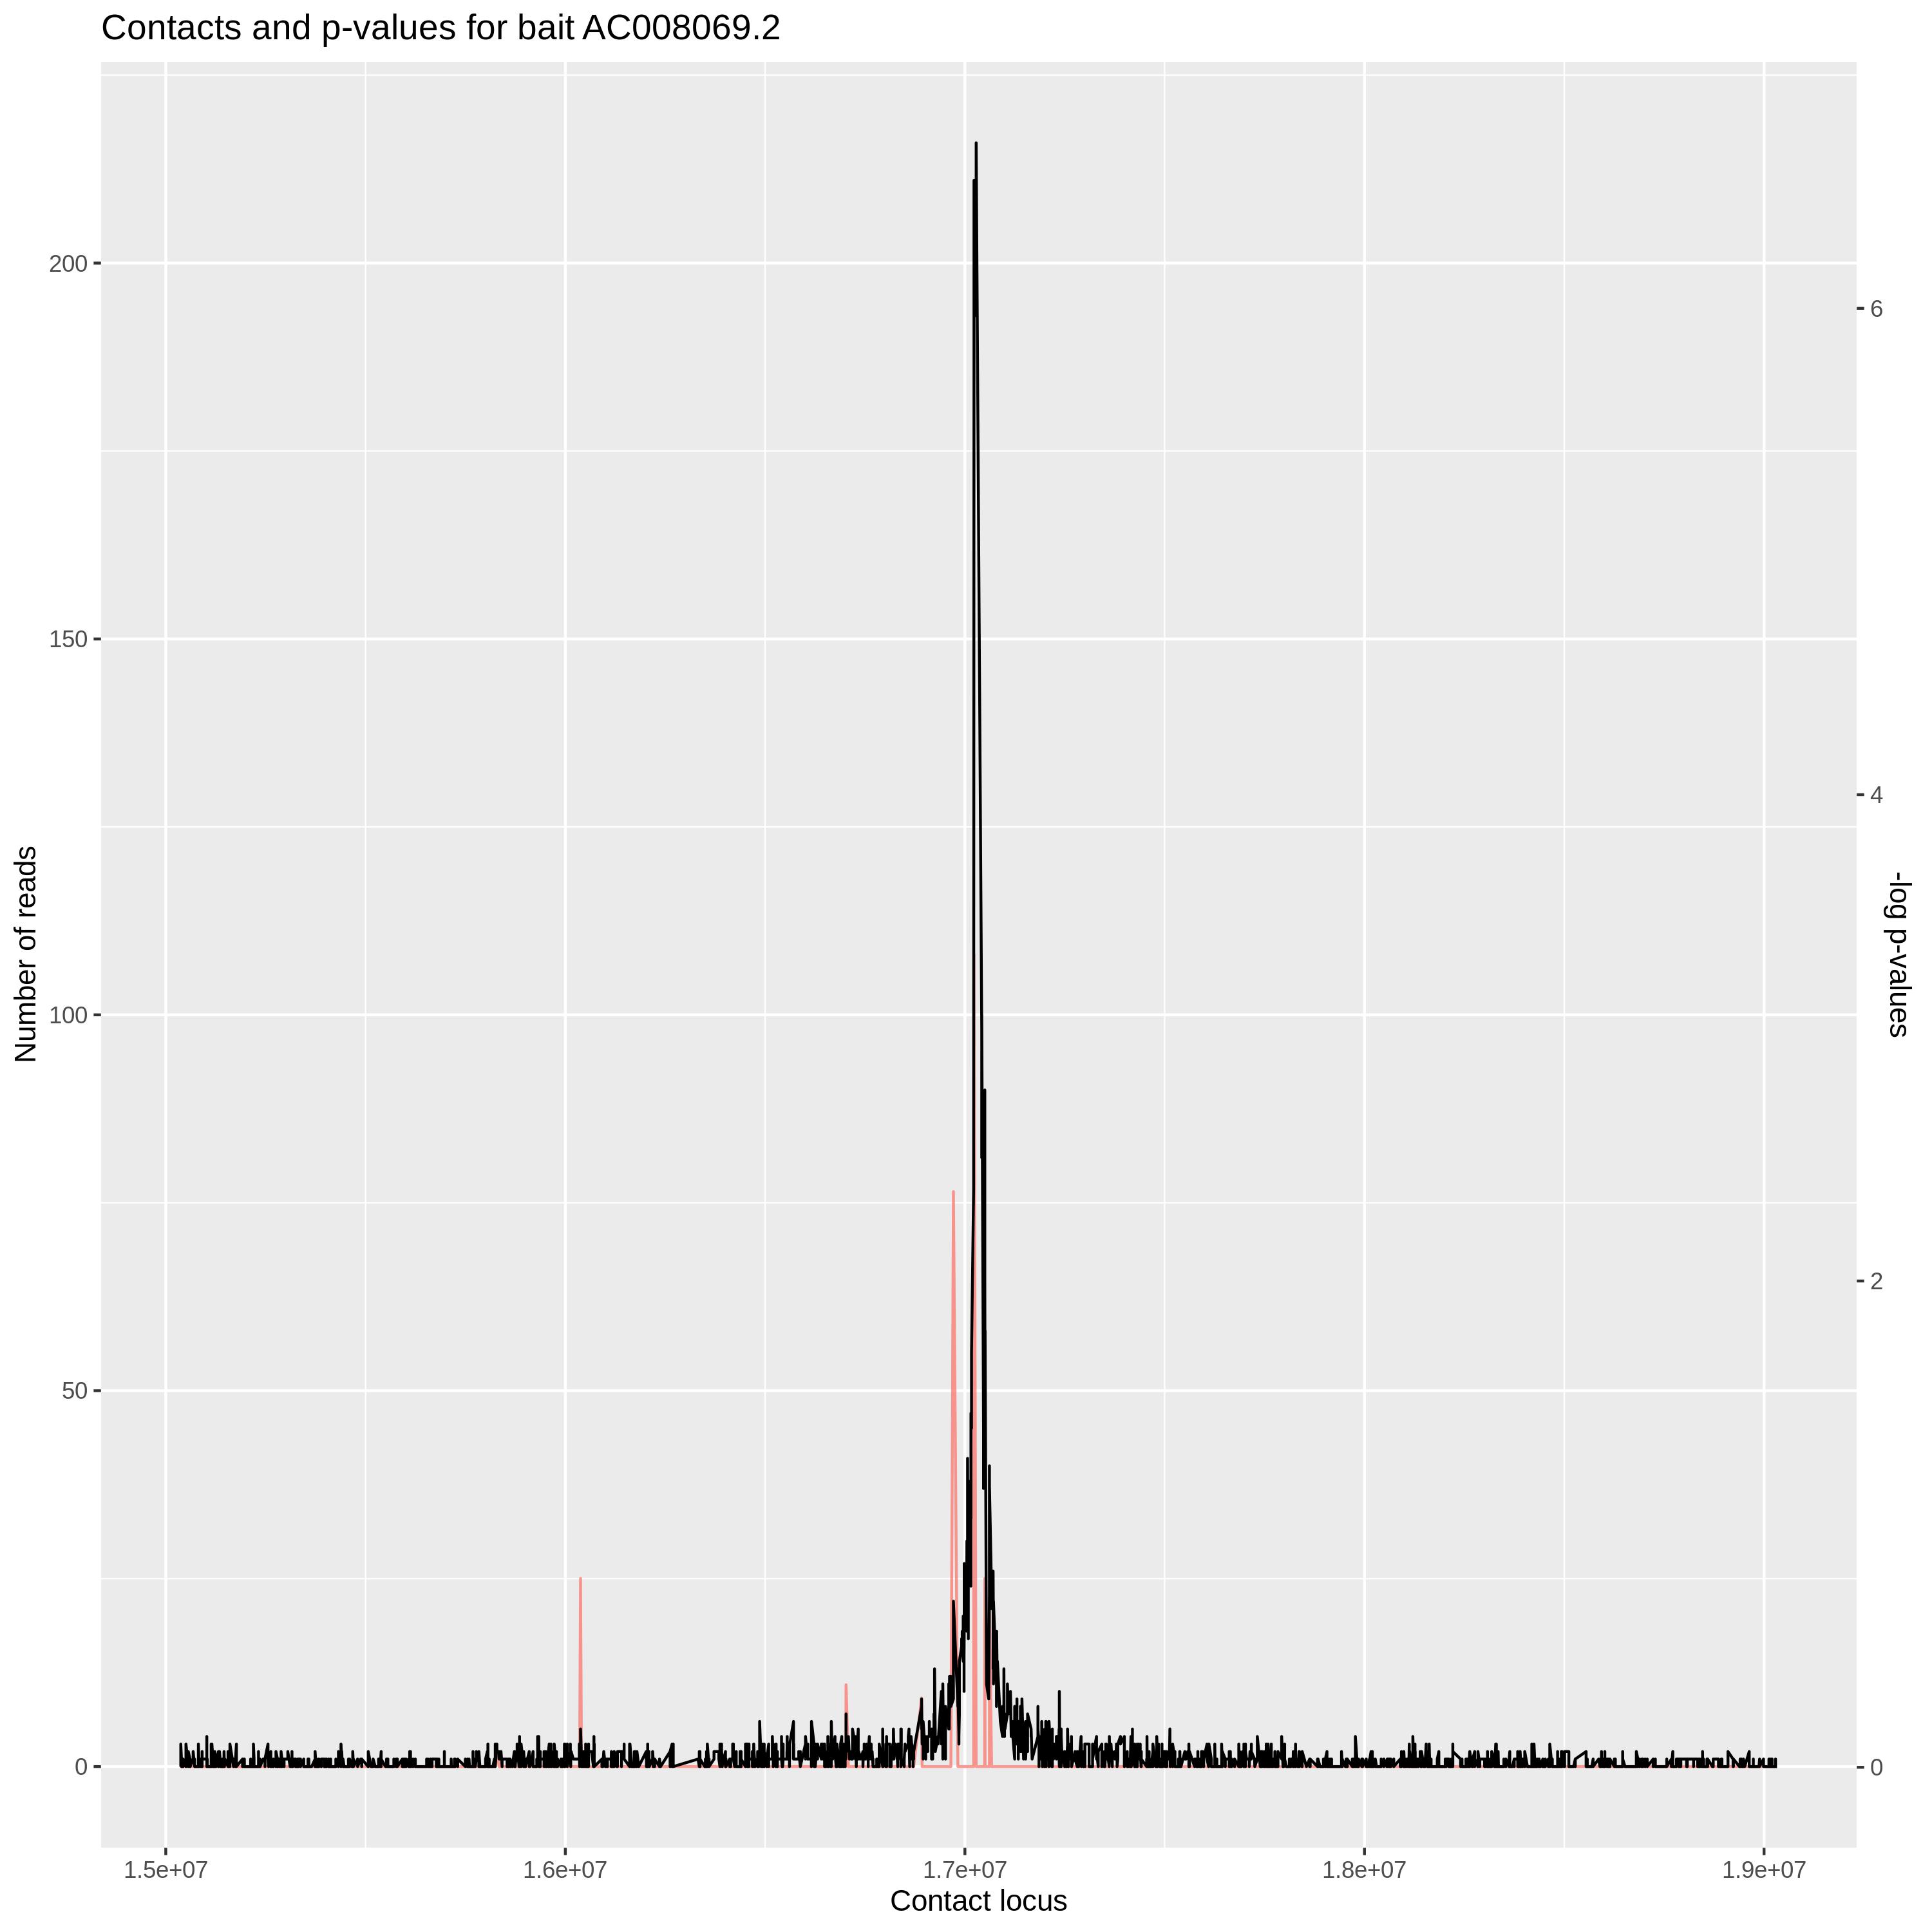 Contacts and p-values for bait AC008069.2
200
150
100
50
0
Number of reads
6
4
2
0
-log p-values
1.5e+07 1.6e+07 1.7e+07 1.8e+07 1.9e+07
Contact locus